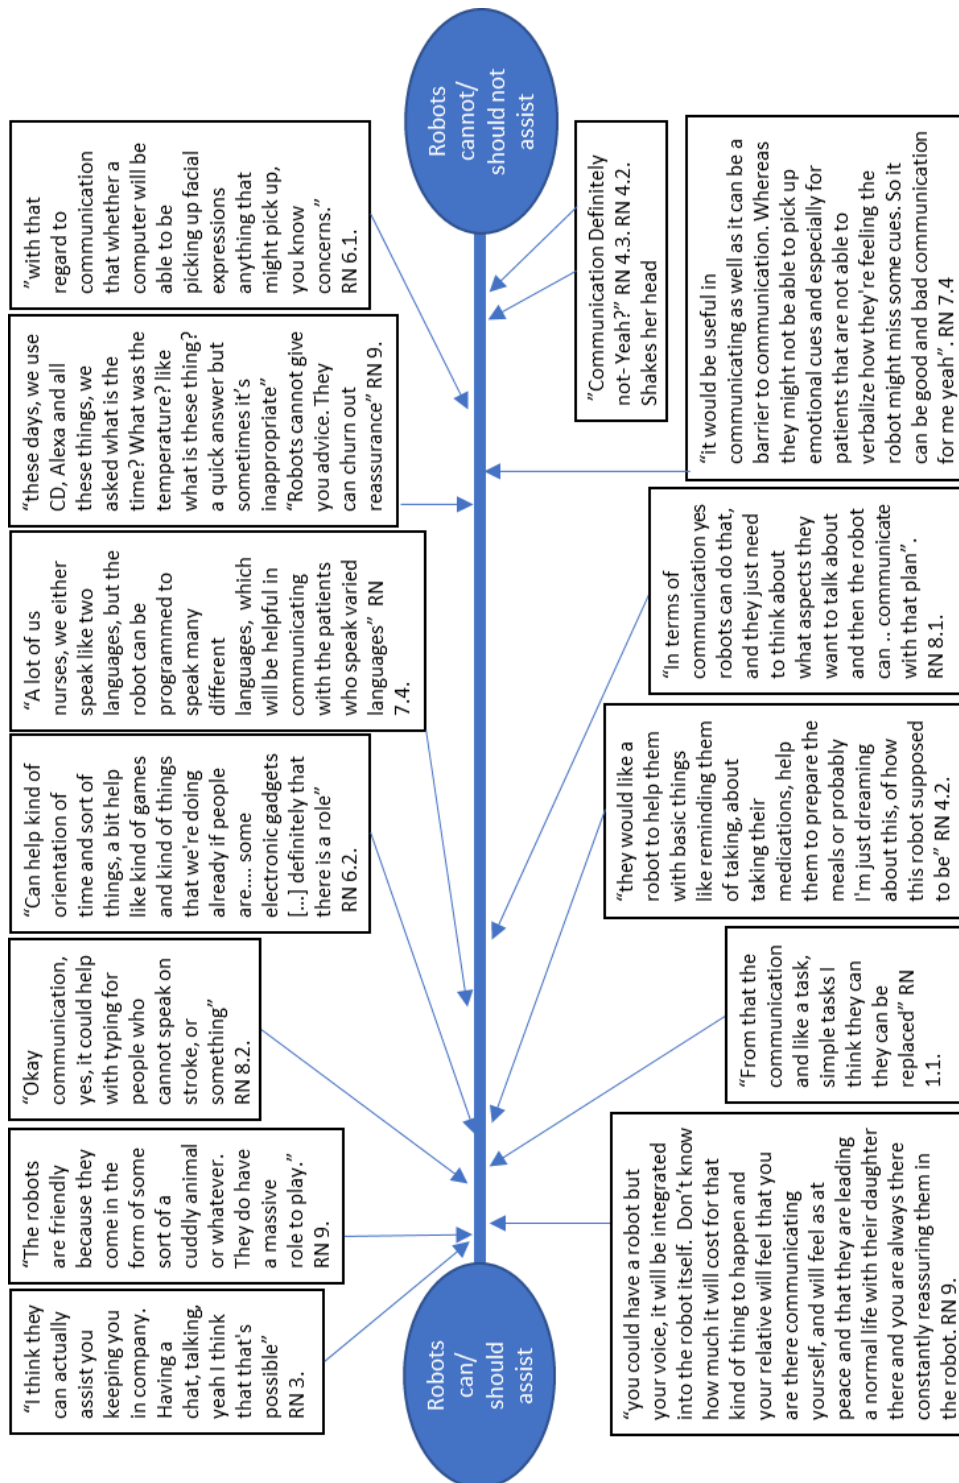 Robots
can/
should
assist
"I think they
can actually
assist you
keeping you
in company.
Having a
chat, talking,
yeah I think
that that's
possible"
RN 3.
"The robots
are friendly
because they
come in the
form of some
sort of a
cuddly animal
or whatever.
They do have
a massive
role to play."
RN 9.
"Okay
communication,
yes, it could help
with typing for
people who
cannot speak on
stroke, or
something"
RN 8.2.
"Can help kind of
orientation of
time and sort of
things, a bit help
like kind of games
and kind of things
that we're doing
already if people
are.... some
electronic gadgets
[...] definitely that
there is a role"
RN 6.2.
"A lot of us
nurses, we either
speak like two
languages, but the
robot can be
programmed to
speak many
different
languages, which
will be helpful in
communicating
with the patients
who speak varied
languages" RN
7.4.
"these days, we use
CD, Alexa and all
these things, we
asked what is the
time? What was the
temperature? like
what is these thing?
a quick answer but
sometimes it's
inappropriate"
"Robots cannot give
you advice. They
can churn out
reassurance" RN 9.
"with that
regard to
communication
that whether a
computer will be
able to be
picking up facial
expressions
anything that
might pick up,
you know
concerns."
RN 6.1.
Robots
cannot/
should not
assist
"you could have a robot but
your voice, it will be integrated
into the robot itself.  Don't know
how much it will cost for that
kind of thing to happen and
your relative will feel that you
are there communicating
yourself, and will feel as at
peace and that they are leading
a normal life with their daughter
there and you are always there
constantly reassuring them in
the robot. RN 9.
"From that the
communication
and like a task,
simple tasks I
think they can
they can be
replaced" RN
1.1.
"they would like a
robot to help them
with basic things
like reminding them
of taking, about
taking their
medications, help
them to prepare the
meals or probably
I'm just dreaming
about this, of how
this robot supposed
to be" RN 4.2.
"In terms of
communication yes
robots can do that,
and they just need
to think about
what aspects they
want to talk about
and then the robot
can .. communicate
with that plan".
RN 8.1.
"it would be useful in
communicating as well as it can be a
barrier to communication. Whereas
they might not be able to pick up
emotional cues and especially for
patients that are not able to
verbalize how they're feeling the
robot might miss some cues. So it
can be good and bad communication
for me yeah". RN 7.4
"Communication Definitely
not- Yeah?" RN 4.3. RN 4.2.
Shakes her head